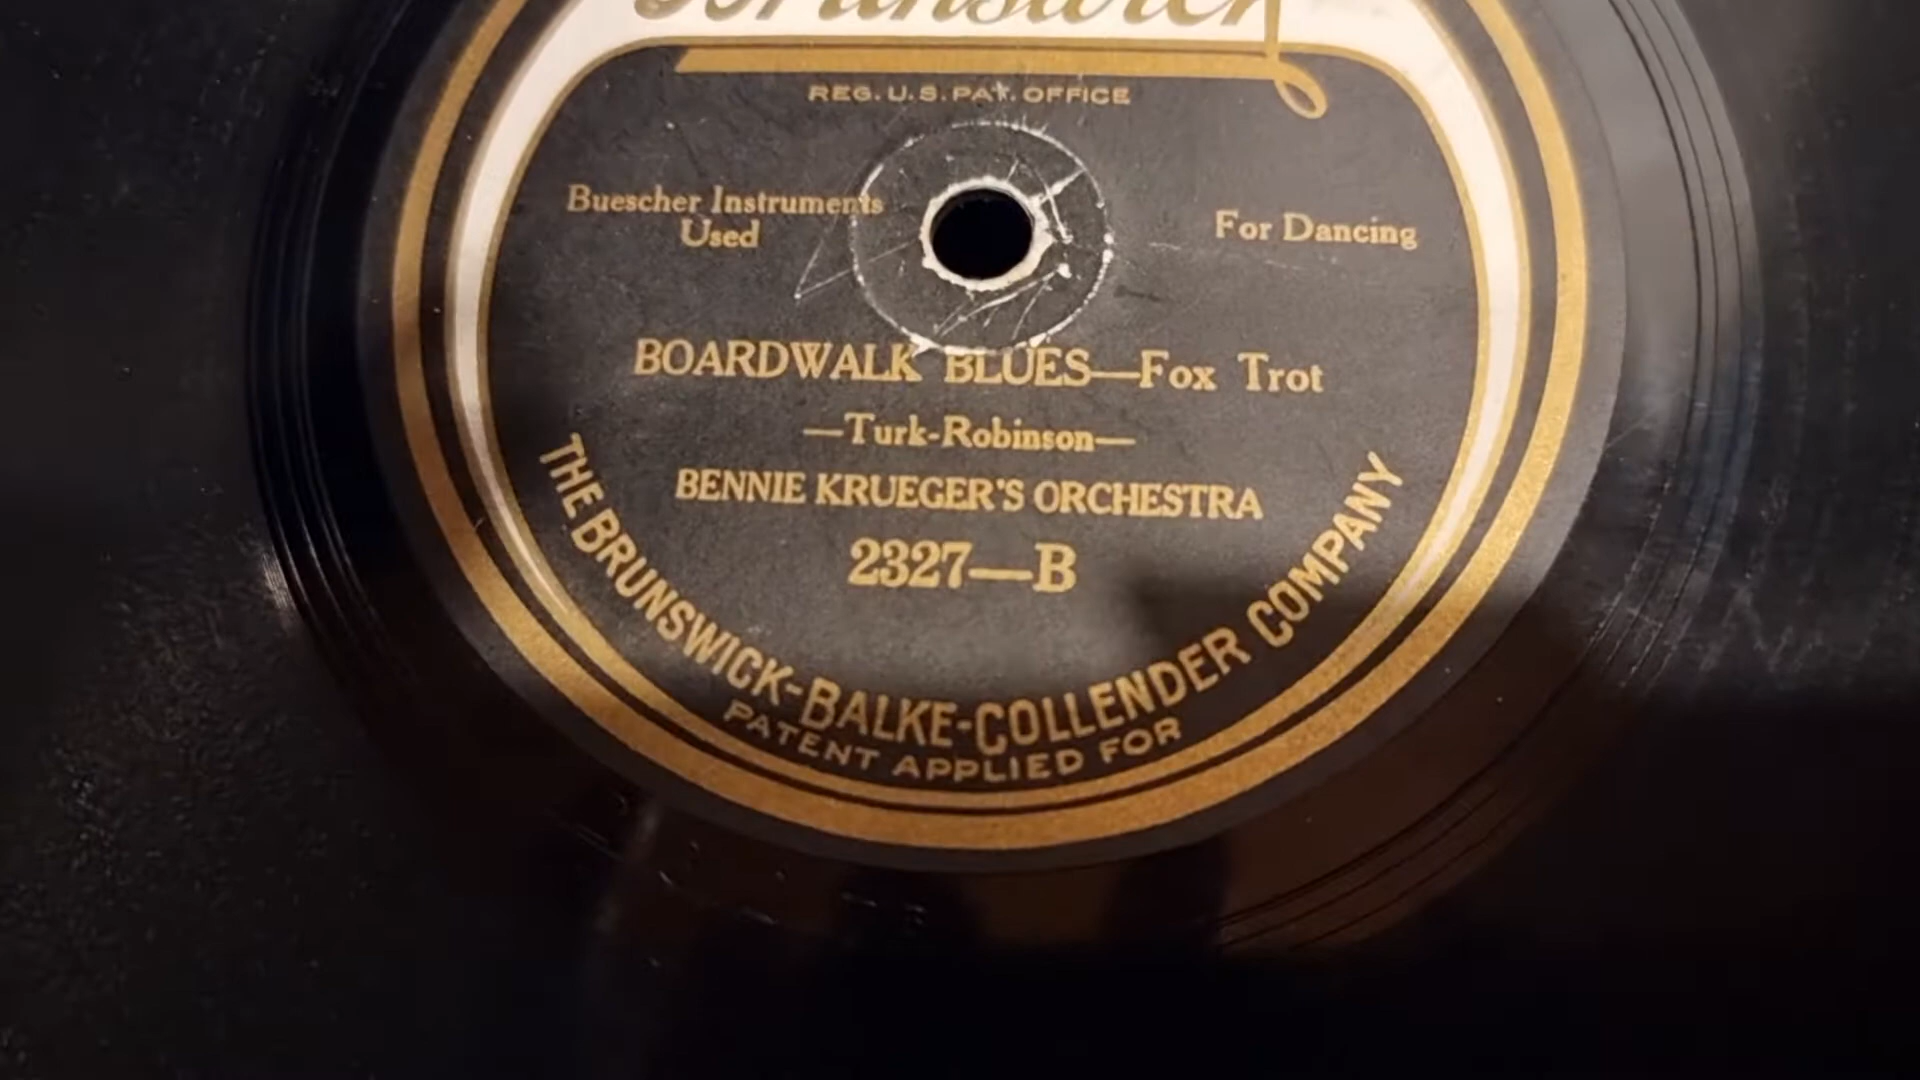 Brunswick
REG. U.S. PAT. OFFICE
Buescher Instruments
Used
For Dancing
BOARDWALK BLUES—Fox Trot
—Turk-Robinson—
BENNIE KRUEGER'S ORCHESTRA
2327—B
THE BRUNSWICK-BALKE-COLLENDER COMPANY
PATENT APPLIED FOR